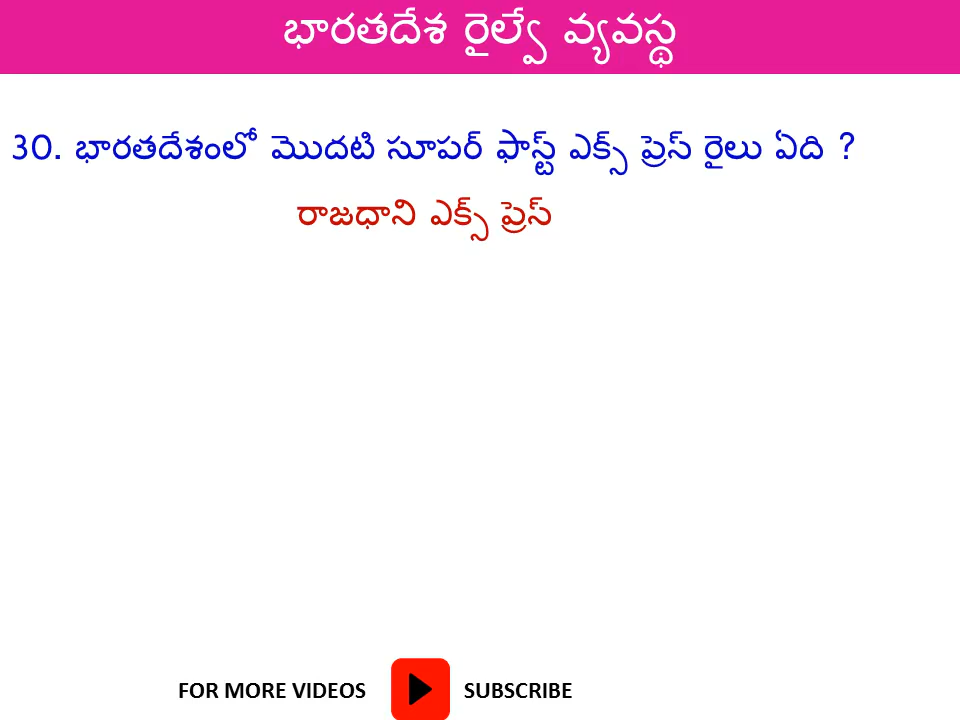 భారతదేశ రైల్వే వ్యవస్థ
30. భారతదేశంలో మొదటి సూపర్ ఫాస్ట్ ఎక్స్ ప్రెస్ రైలు ఏది ?
రాజధాని ఎక్స్ ప్రెస్
FOR MORE VIDEOS SUBSCRIBE